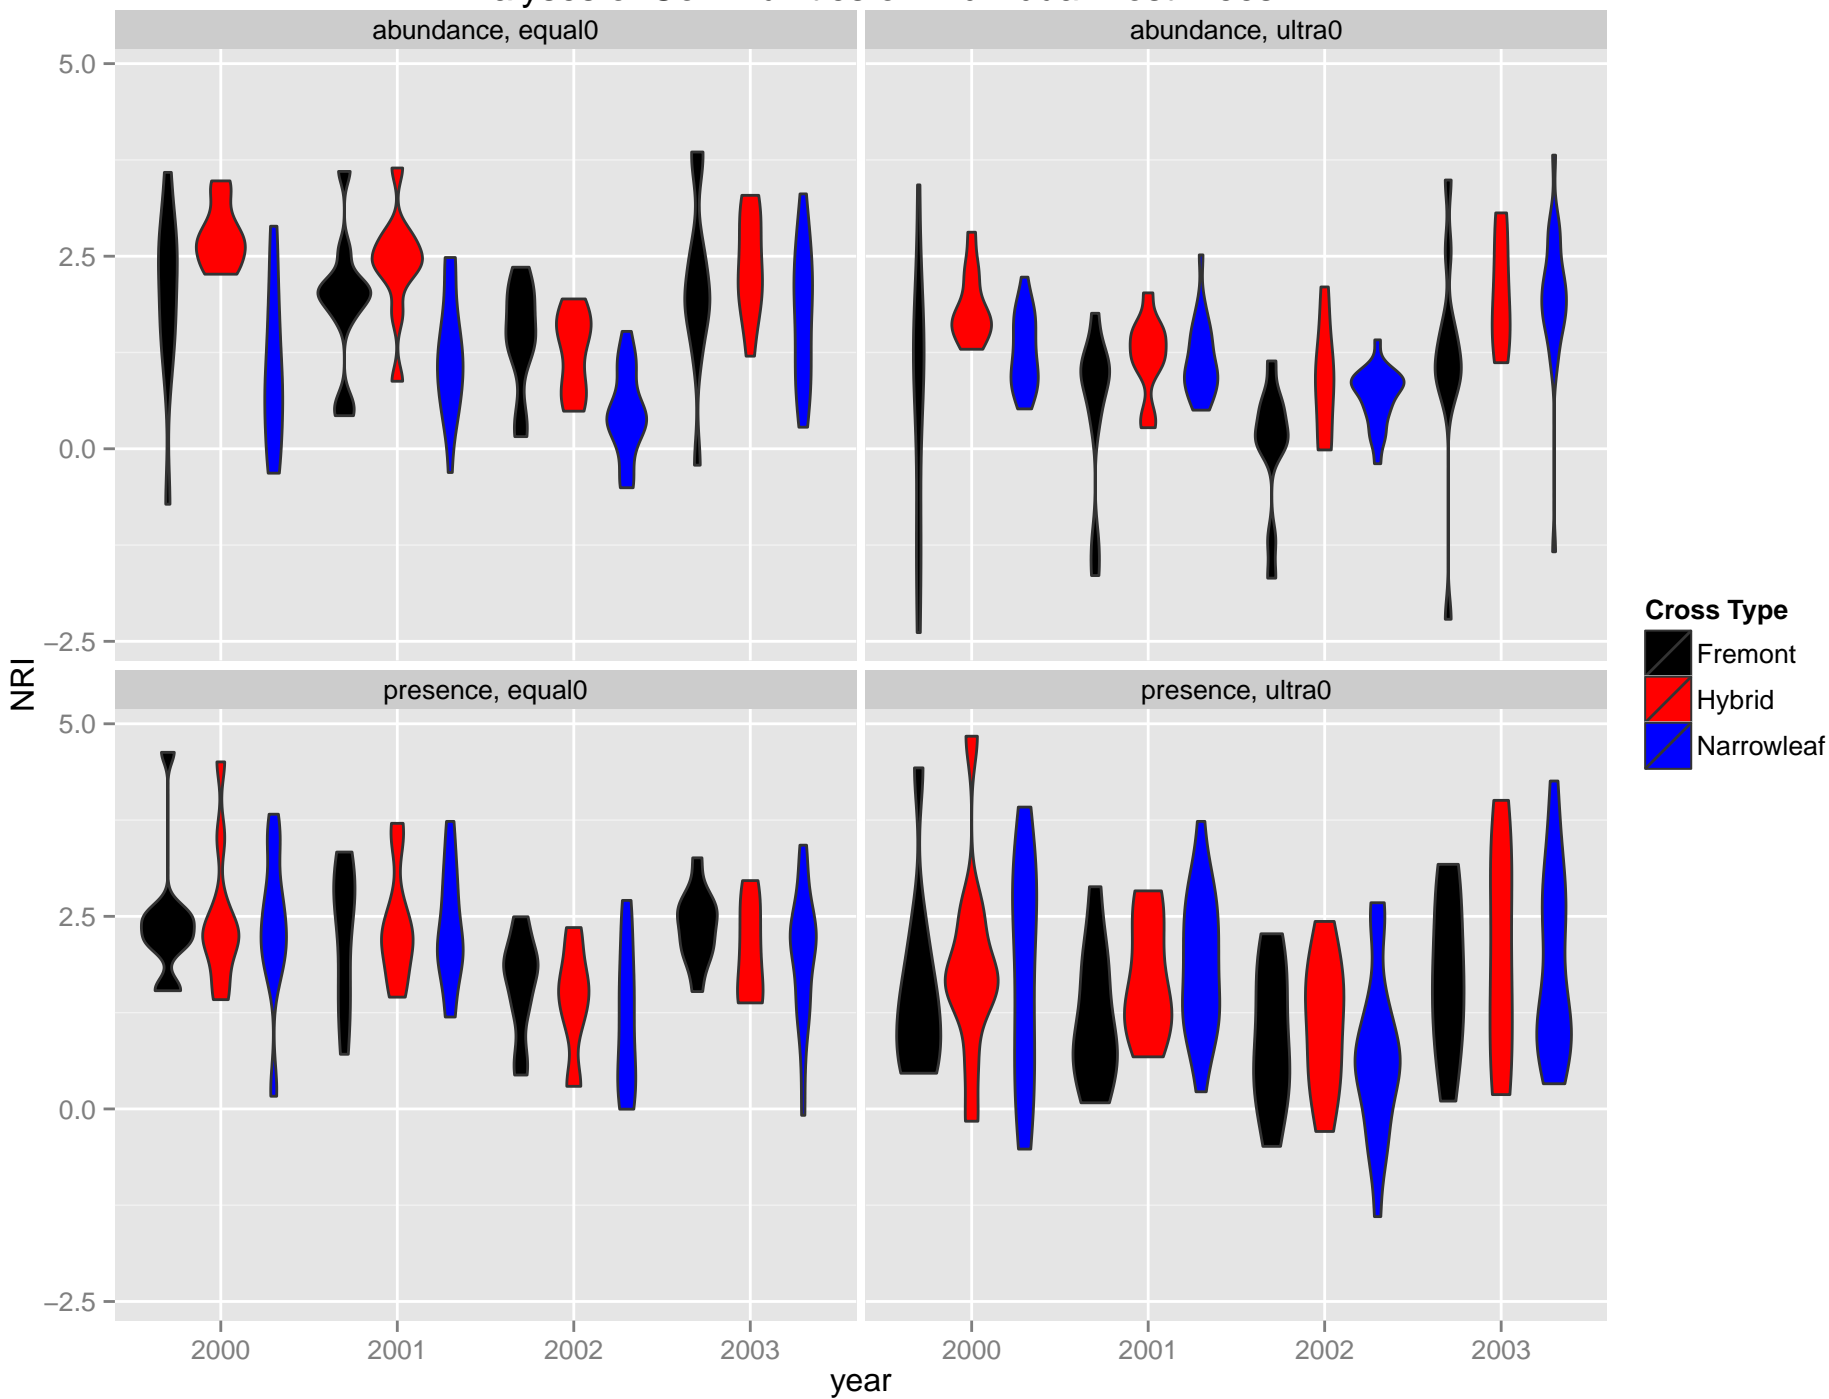 abundance, equal0
abundance, ultra0
5.0
2.5
0.0
−2.5
presence, equal0
presence, ultra0
5.0
2.5
0.0
−2.5
NRI
2000
2001
2002
2003
2000
2001
2002
2003
year
Cross Type
Fremont
Hybrid
Narrowleaf